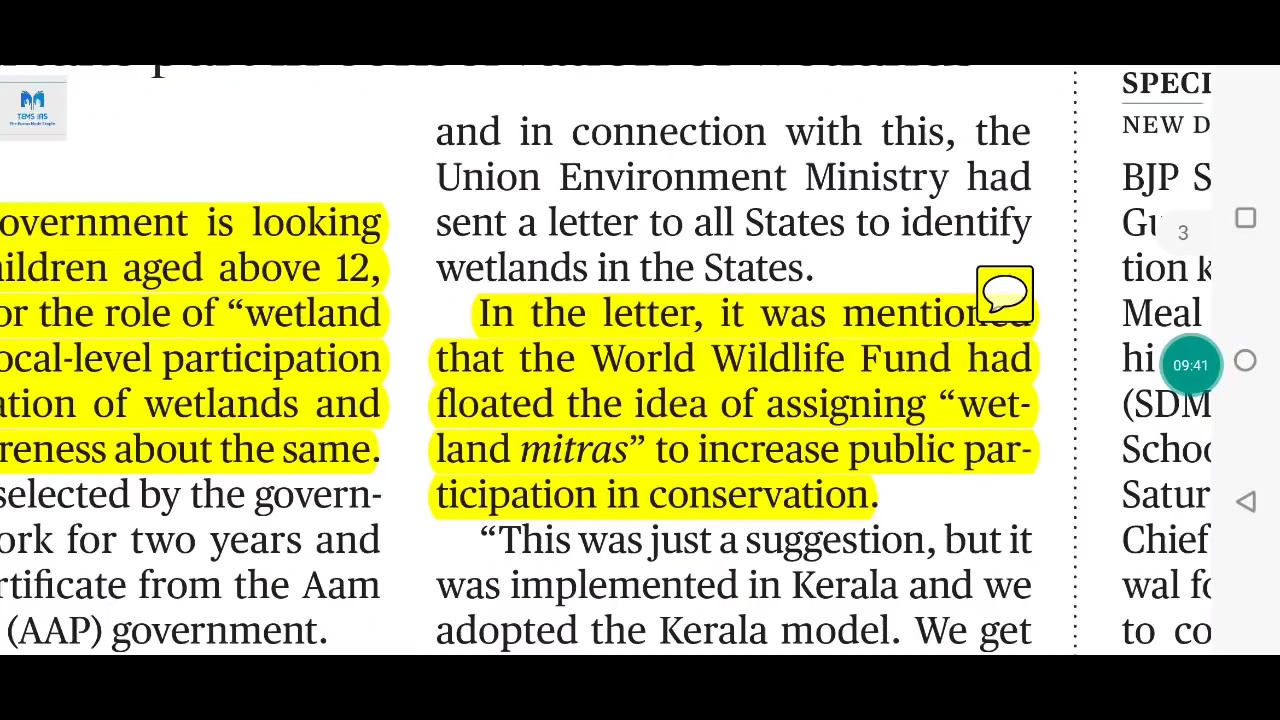 TEMS IAS
overnment is looking
ildren aged above 12,
or the role of “wetland
ocal-level participation
ation of wetlands and
reness about the same.
selected by the govern-
ork for two years and
rtificate from the Aam
(AAP) government.
and in connection with this, the
Union Environment Ministry had
sent a letter to all States to identify
wetlands in the States.
In the letter, it was mentioned
that the World Wildlife Fund had
floated the idea of assigning “wet-
land mitras” to increase public par-
ticipation in conservation.
“This was just a suggestion, but it
was implemented in Kerala and we
adopted the Kerala model. We get
SPECI
NEW D
BJP S
Gu
tion k
Meal
hi
(SDM
Schoo
Satur
Chief
wal fo
to co
3
09:41